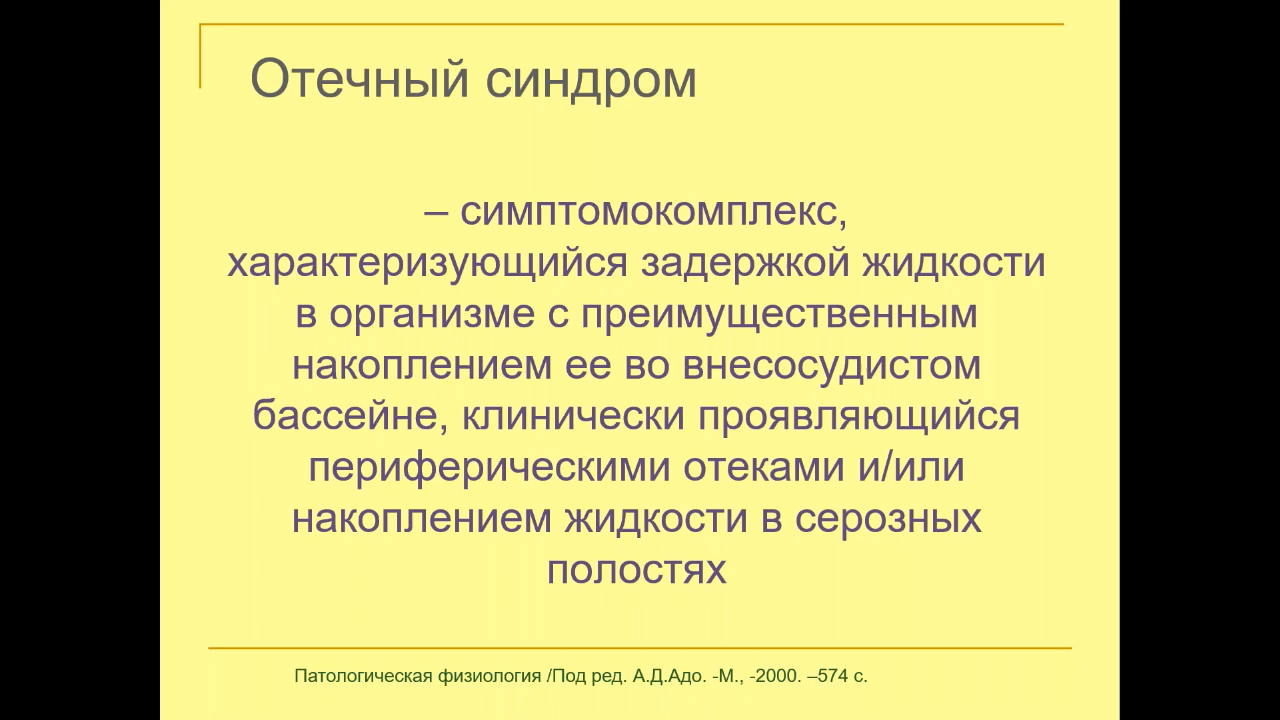 Отечный синдром
– симптомокомплекс,
характеризующийся задержкой жидкости
в организме с преимущественным
накоплением ее во внесосудистом
бассейне, клинически проявляющийся
периферическими отеками и/или
накоплением жидкости в серозных
полостях
Патологическая физиология /Под ред. А.Д.Адо. -М., -2000. –574 с.